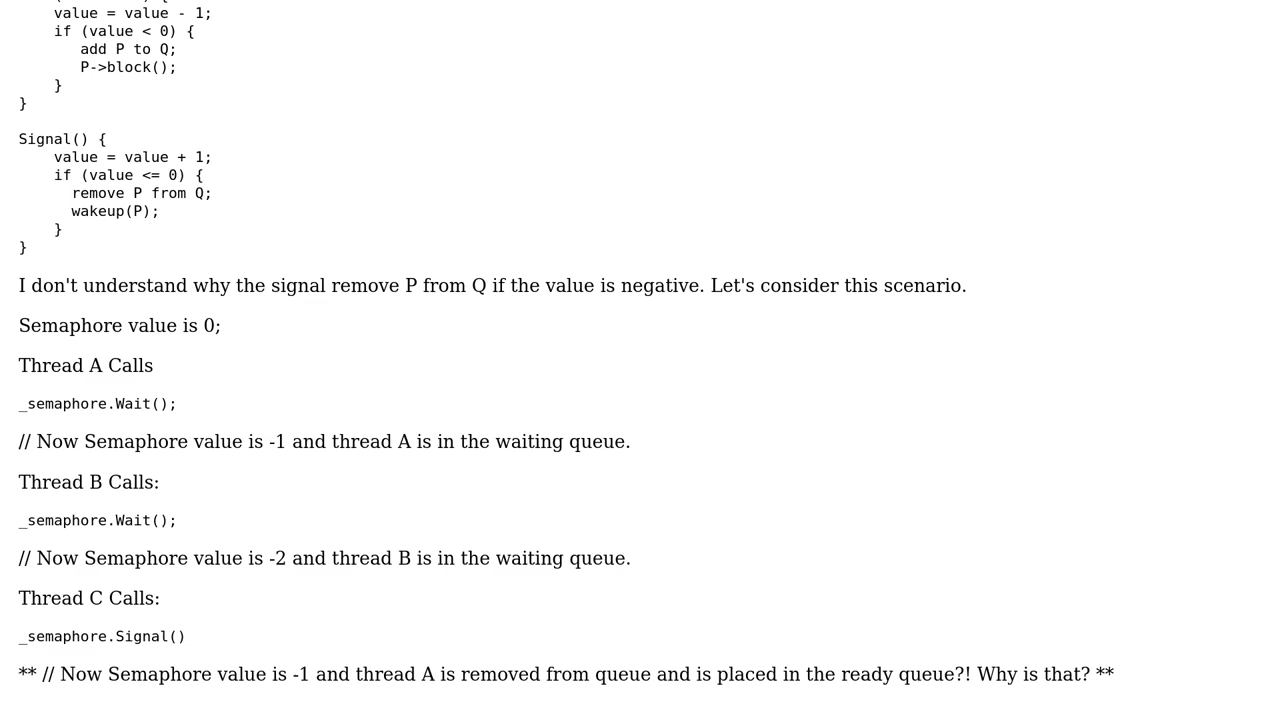 value = value - 1;
if (value < 0) {
add P to Q;
P->block();
}
}
Signal() {
value = value + 1;
if (value <= 0) {
remove P from Q;
wakeup(P);
}
}
I don't understand why the signal remove P from Q if the value is negative. Let's consider this scenario.
Semaphore value is 0;
Thread A Calls
_semaphore.Wait();
// Now Semaphore value is -1 and thread A is in the waiting queue.
Thread B Calls:
_semaphore.Wait();
// Now Semaphore value is -2 and thread B is in the waiting queue.
Thread C Calls:
_semaphore.Signal()
** // Now Semaphore value is -1 and thread A is removed from queue and is placed in the ready queue?! Why is that? **